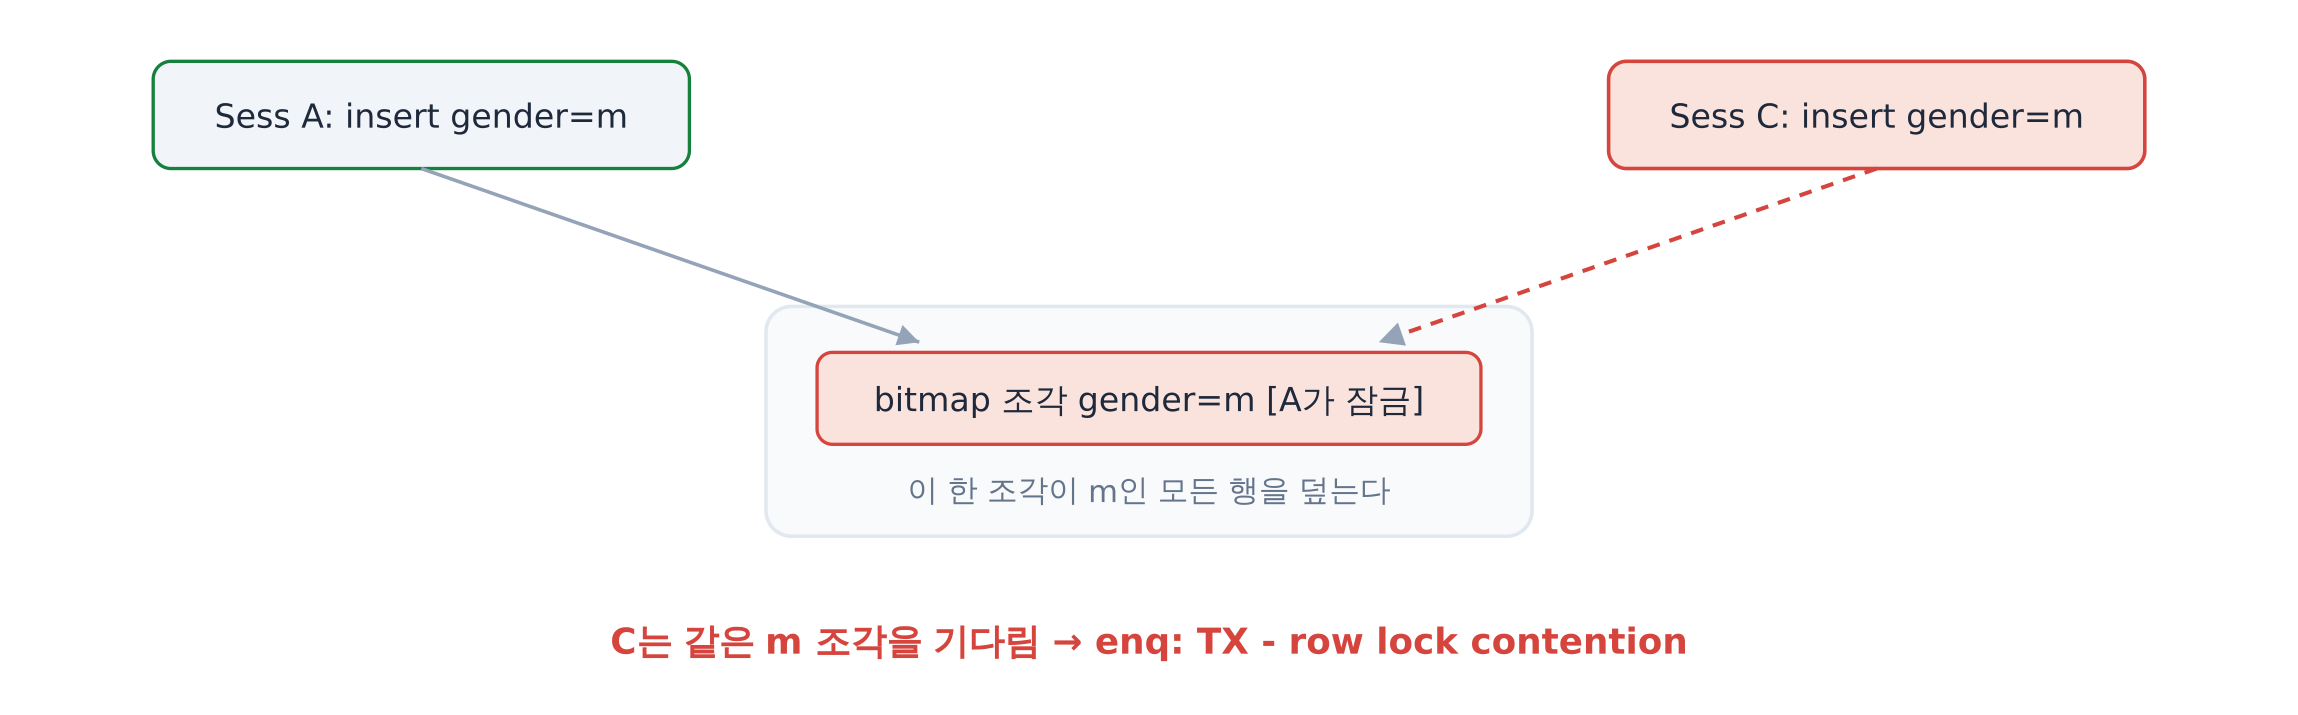 Sess A: insert gender=m
Sess C: insert gender=m
bitmap 조각 gender=m [A가 잠금]
이 한 조각이 m인 모든 행을 덮는다
C는 같은 m 조각을 기다림 → enq: TX - row lock contention